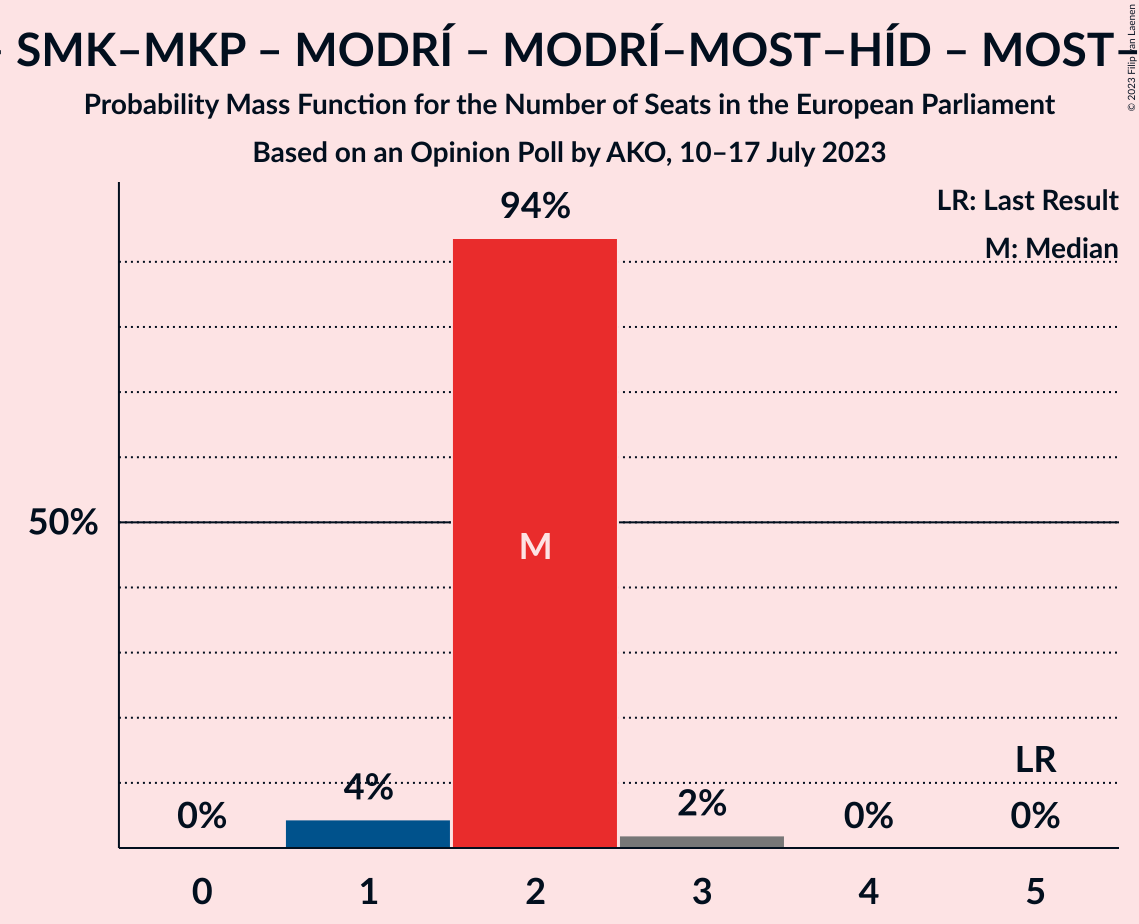 – SMK–MKP – MODRÍ – MODRÍ–MOST–HÍD – MOST–
Probability Mass Function for the Number of Seats in the European Parliament
Based on an Opinion Poll by AKO, 10–17 July 2023
© 2023 Filip van Laenen
LR: Last Result
M: Median
94%
50%
M
LR
0%
4%
2%
0%
0%
0
1
2
3
4
5